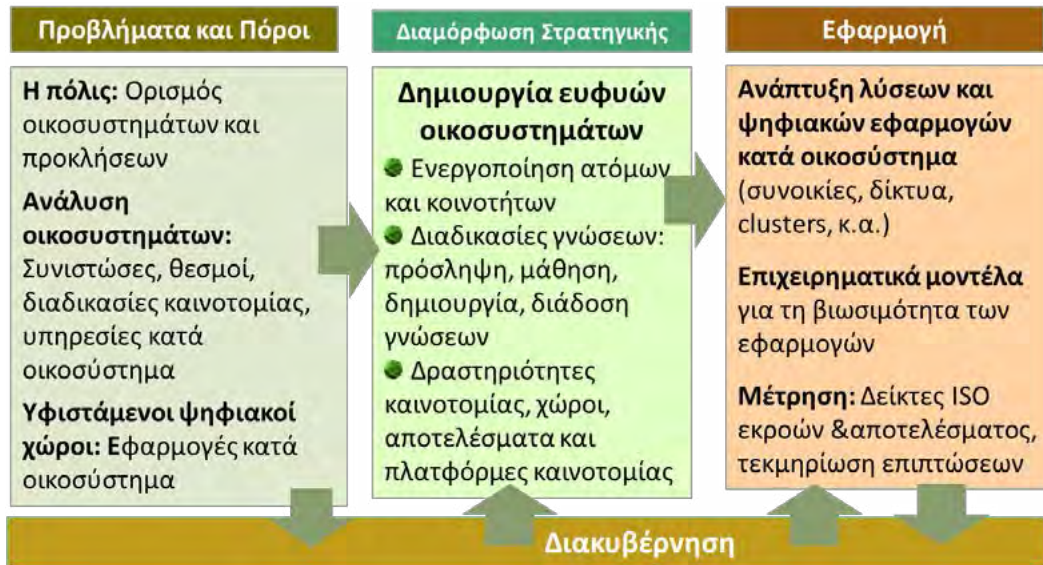 Προβλήματα και Πόροι
Η πόλις: Ορισμός
οικοσυστημάτων και
προκλήσεων
Ανάλυση
οικοσυστημάτων:
Συνιστώσες, θεσμοί,
διαδικασίες καινοτομίας,
υπηρεσίες κατά
οικοσύστημα
Υφιστάμενοι ψηφιακοί
χώροι: Εφαρμογές κατά
οικοσύστημα
Διαμόρφωση Στρατηγικής
Δημιουργία ευφυών
οικοσυστημάτων
Ενεργοποίηση ατόμων
και κοινοτήτων
Διαδικασίες γνώσεων:
πρόσληψη, μάθηση,
δημιουργία, διάδοση
γνώσεων
Δραστηριότητες
καινοτομίας, χώροι,
αποτελέσματα και
πλατφόρμες καινοτομίας
Εφαρμογή
Ανάπτυξη λύσεων και
ψηφιακών εφαρμογών
κατά οικοσύστημα
(συνοικίες, δίκτυα,
clusters, κ.α.)
Επιχειρηματικά μοντέλα
για τη βιωσιμότητα των
εφαρμογών
Μέτρηση: Δείκτες ISO
εκροών &αποτελέσματος,
τεκμηρίωση επιπτώσεων
Διακυβέρνηση